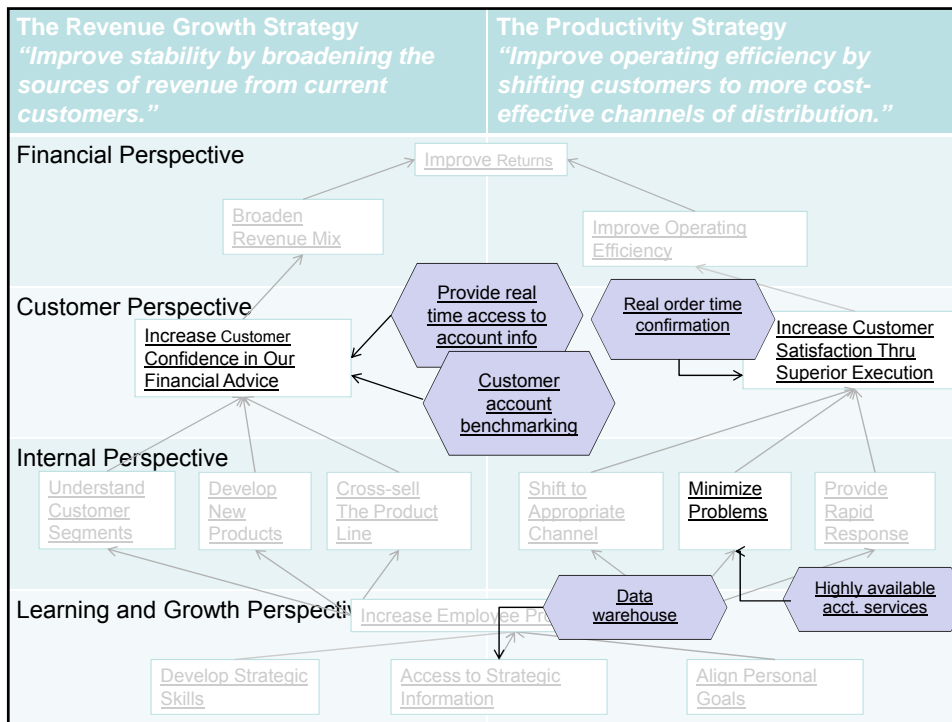 The Revenue Growth Strategy
“Improve stability by broadening the
sources of revenue from current
customers.”
The Productivity Strategy
“Improve operating efficiency by
shifting customers to more cost-
effective channels of distribution.”
Financial Perspective
Improve Returns
Broaden
Revenue Mix
Improve Operating
Efficiency
Customer Perspective
Provide real
time access to
account info
Real order time
confirmation
Increase Customer
Confidence in Our
Financial Advice
Increase Customer
Satisfaction Thru
Superior Execution
Customer
account
benchmarking
Internal Perspective
Understand
Customer
Segments
Develop
New
Products
Cross-sell
The Product
Line
Shift to
Appropriate
Channel
Minimize
Problems
Provide
Rapid
Response
Learning and Growth Perspectiv
Increase Employee Pro
Data
warehouse
Highly available
acct. services
Develop Strategic
Skills
Access to Strategic
Information
Align Personal
Goals